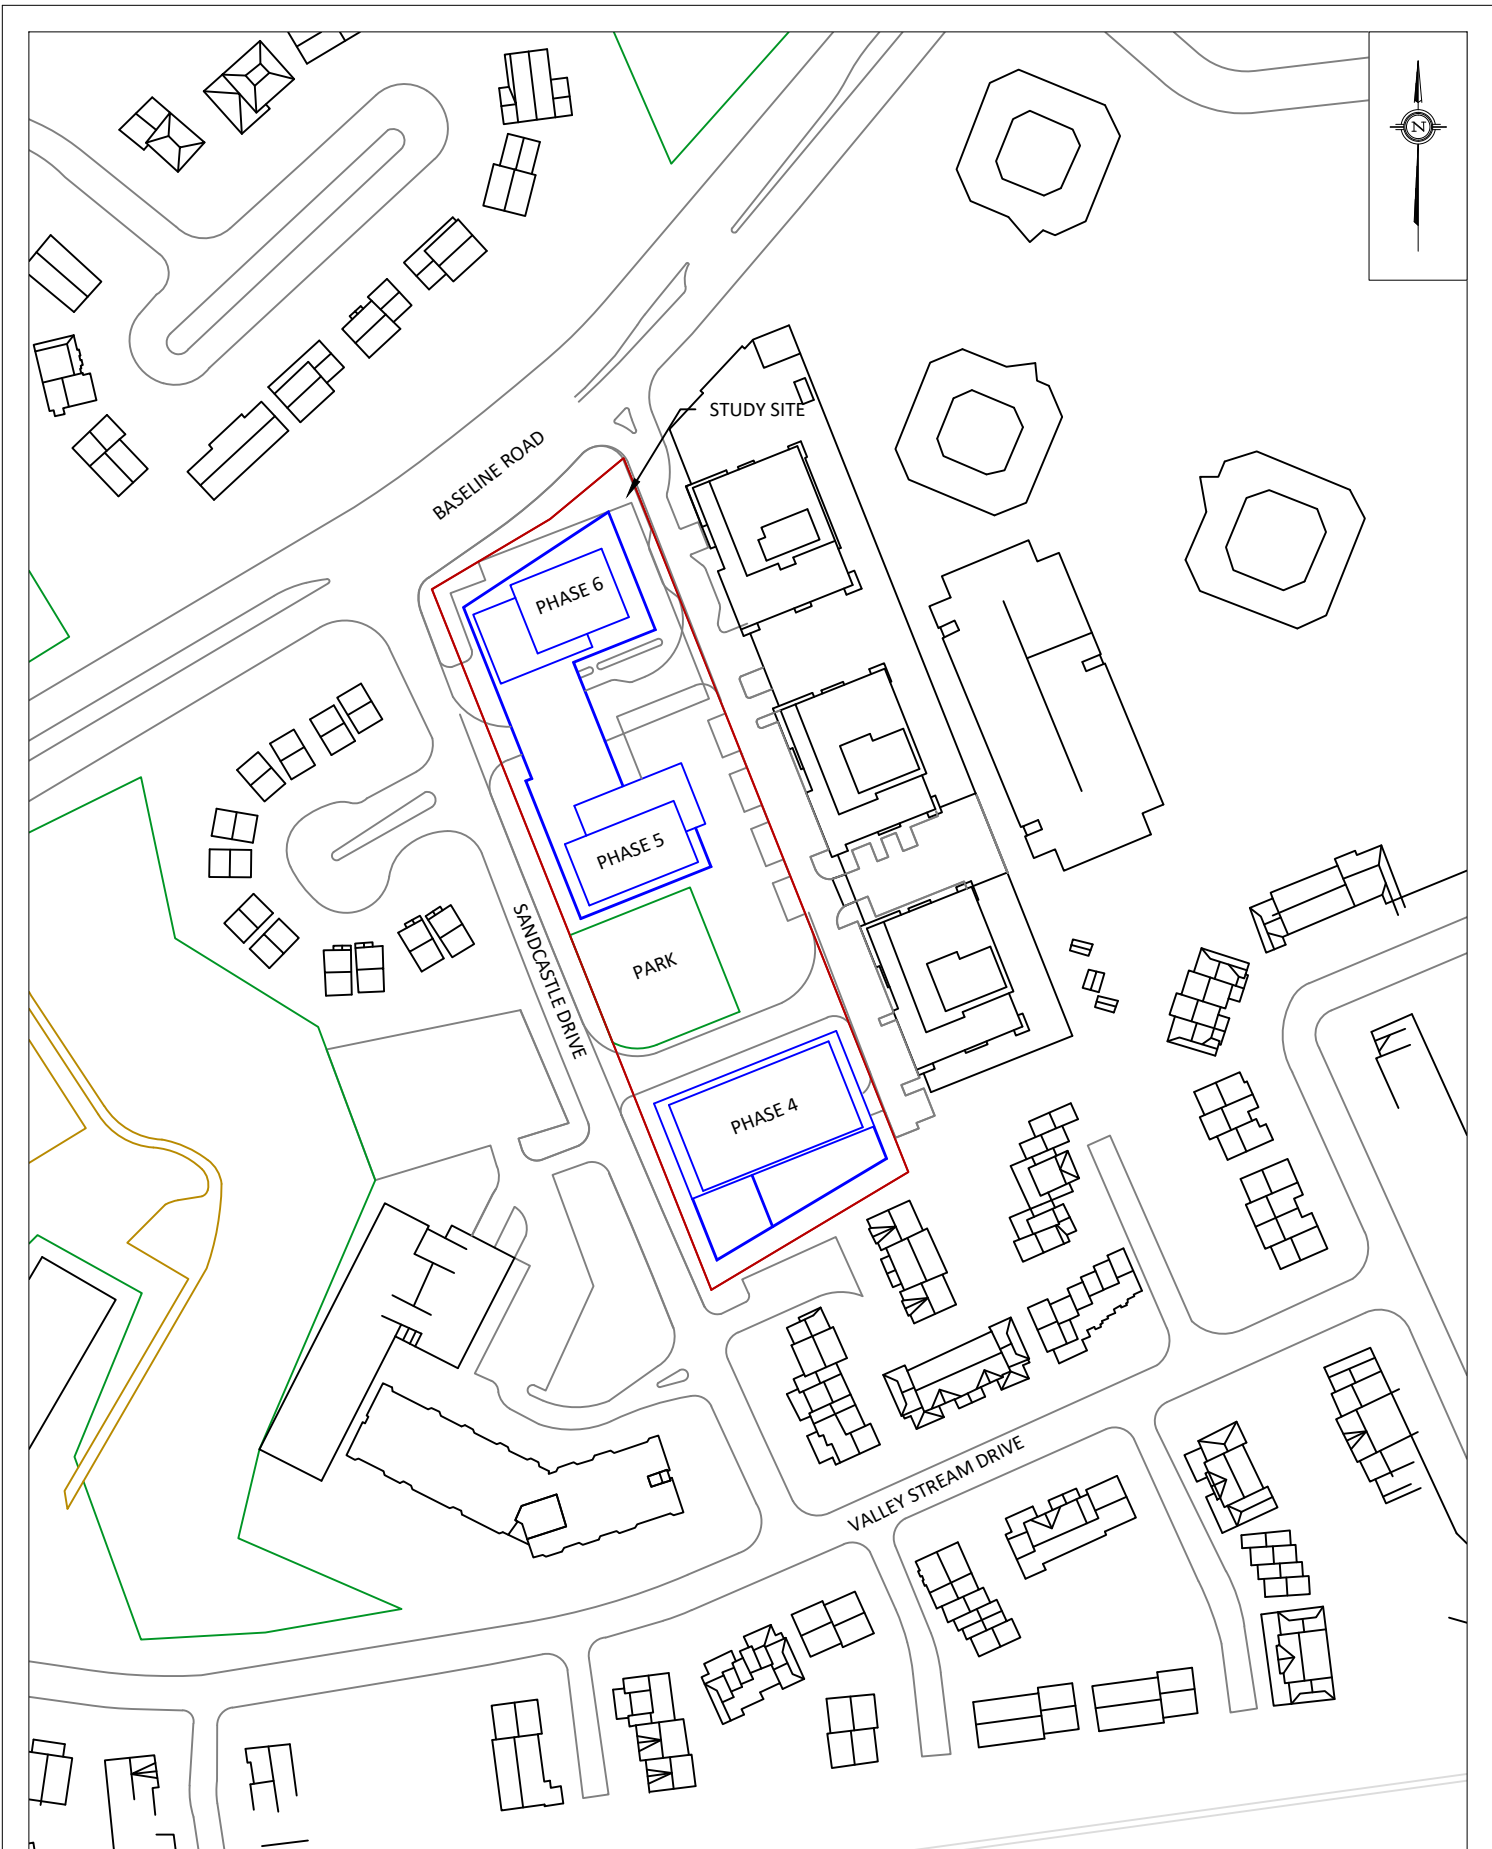 N
STUDY SITE
BASELINE ROAD
PHASE 6
PHASE 5
SANDCASTLE DRIVE
PARK
PHASE 4
VALLEY STREAM DRIVE